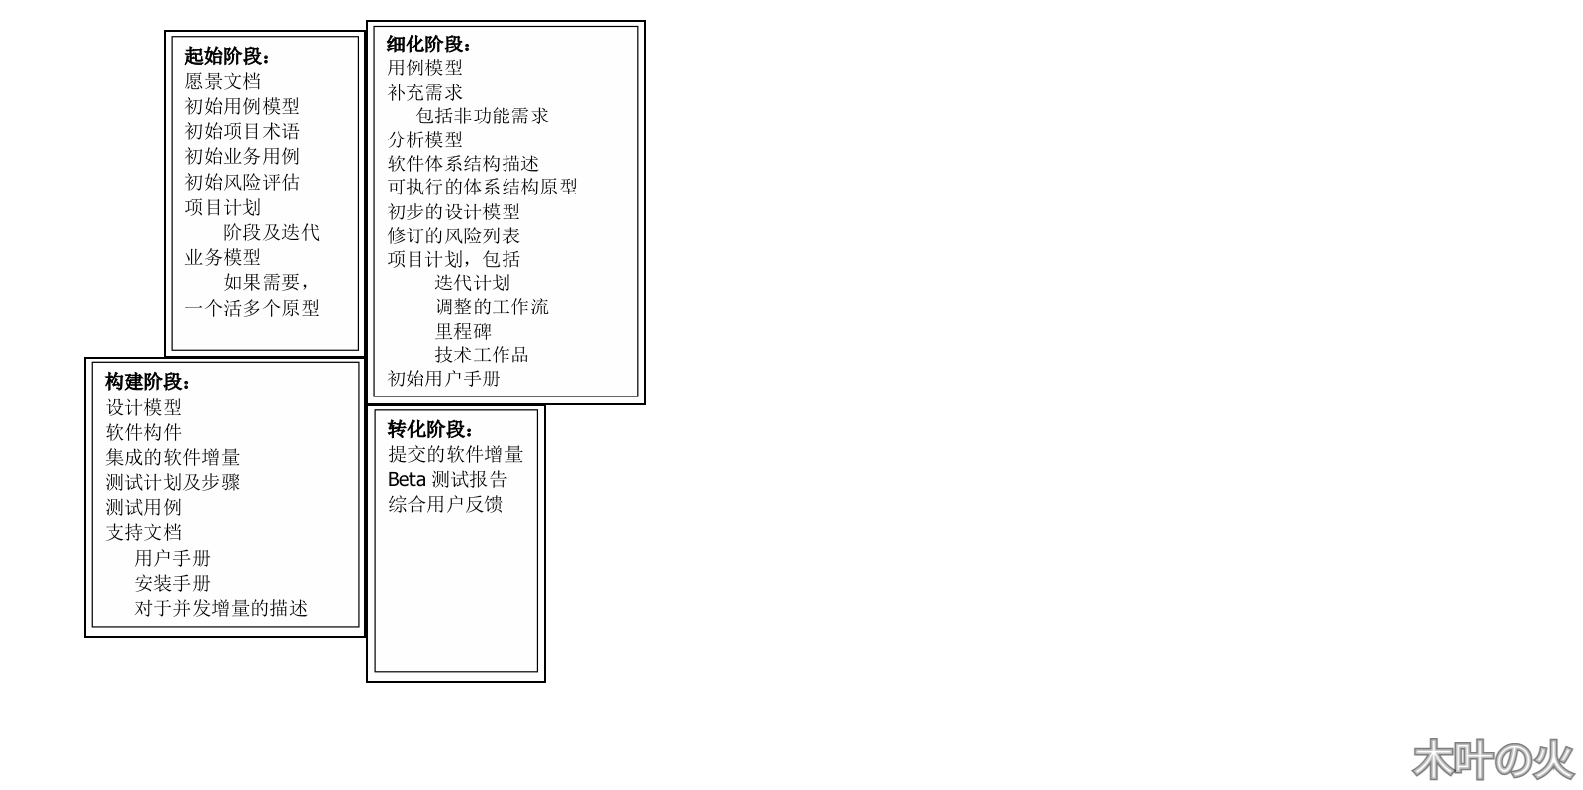 起始阶段：
愿景文档
初始用例模型
初始项目术语
初始业务用例
初始风险评估
项目计划
阶段及迭代
业务模型
如果需要，
一个活多个原型
细化阶段：
用例模型
补充需求
包括非功能需求
分析模型
软件体系结构描述
可执行的体系结构原型
初步的设计模型
修订的风险列表
项目计划，包括
迭代计划
调整的工作流
里程碑
技术工作品
初始用户手册
构建阶段：
设计模型
软件构件
集成的软件增量
测试计划及步骤
测试用例
支持文档
用户手册
安装手册
对于并发增量的描述
转化阶段：
提交的软件增量
Beta 测试报告
综合用户反馈
木叶の火